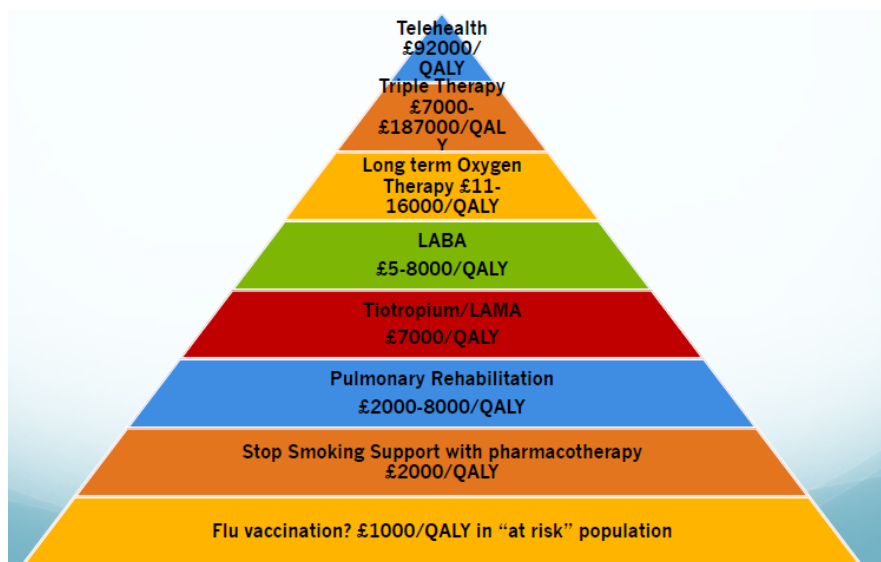 Telehealth
£92000/
QALY
Triple Therapy
£7000-
£187000/QAL
Y
Long term Oxygen
Therapy £11-
16000/QALY
LABA
£5-8000/QALY
Tiotropium/LAMA
£7000/QALY
Pulmonary Rehabilitation
£2000-8000/QALY
Stop Smoking Support with pharmacotherapy
£2000/QALY
Flu vaccination? £1000/QALY in “at risk” population